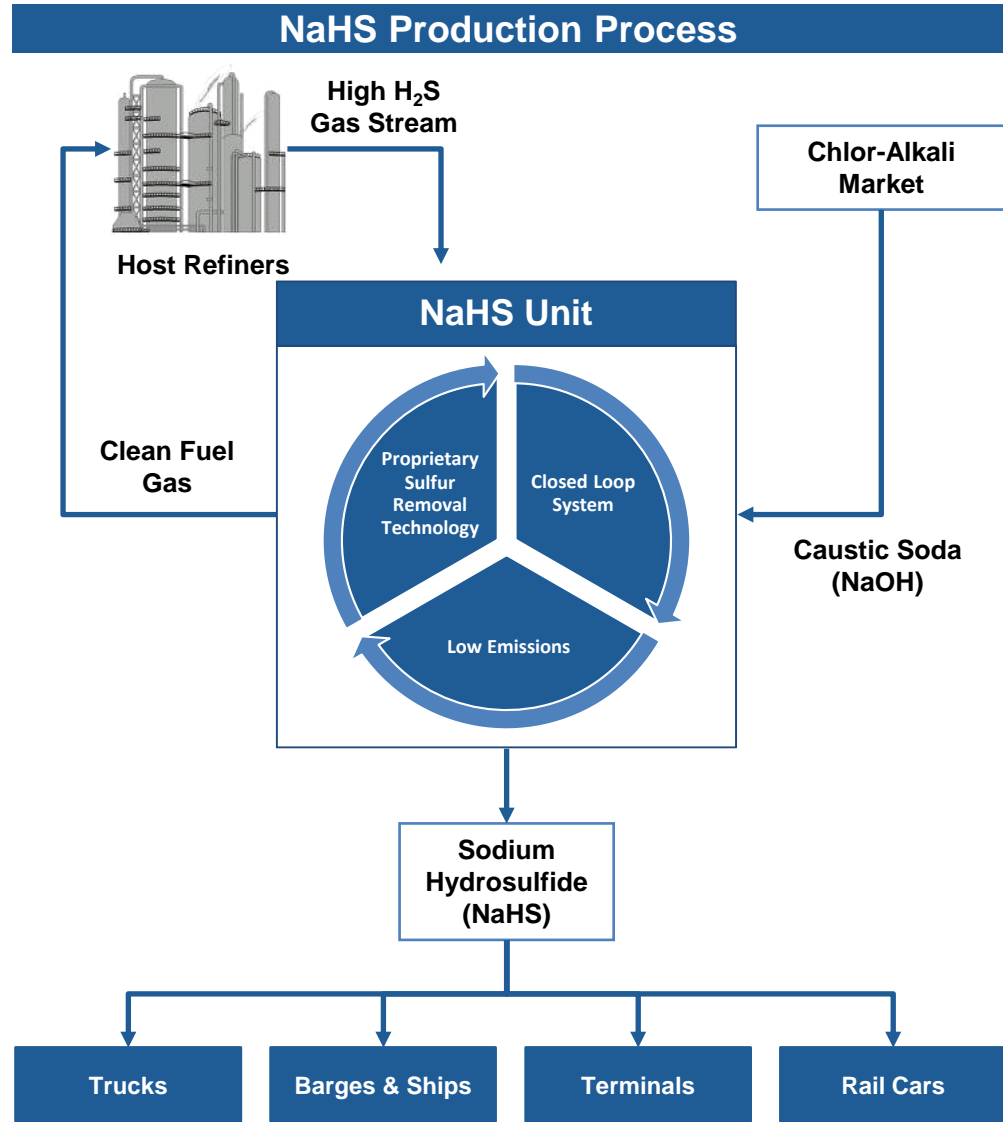 NaHS Production Process
High H₂S
Gas Stream
Chlor-Alkali
Market
Host Refiners
NaHS Unit
Clean Fuel
Gas
Proprietary
Sulfur
Removal
Technology
Closed Loop
System
Low Emissions
Caustic Soda
(NaOH)
Sodium
Hydrosulfide
(NaHS)
Trucks
Barges & Ships
Terminals
Rail Cars